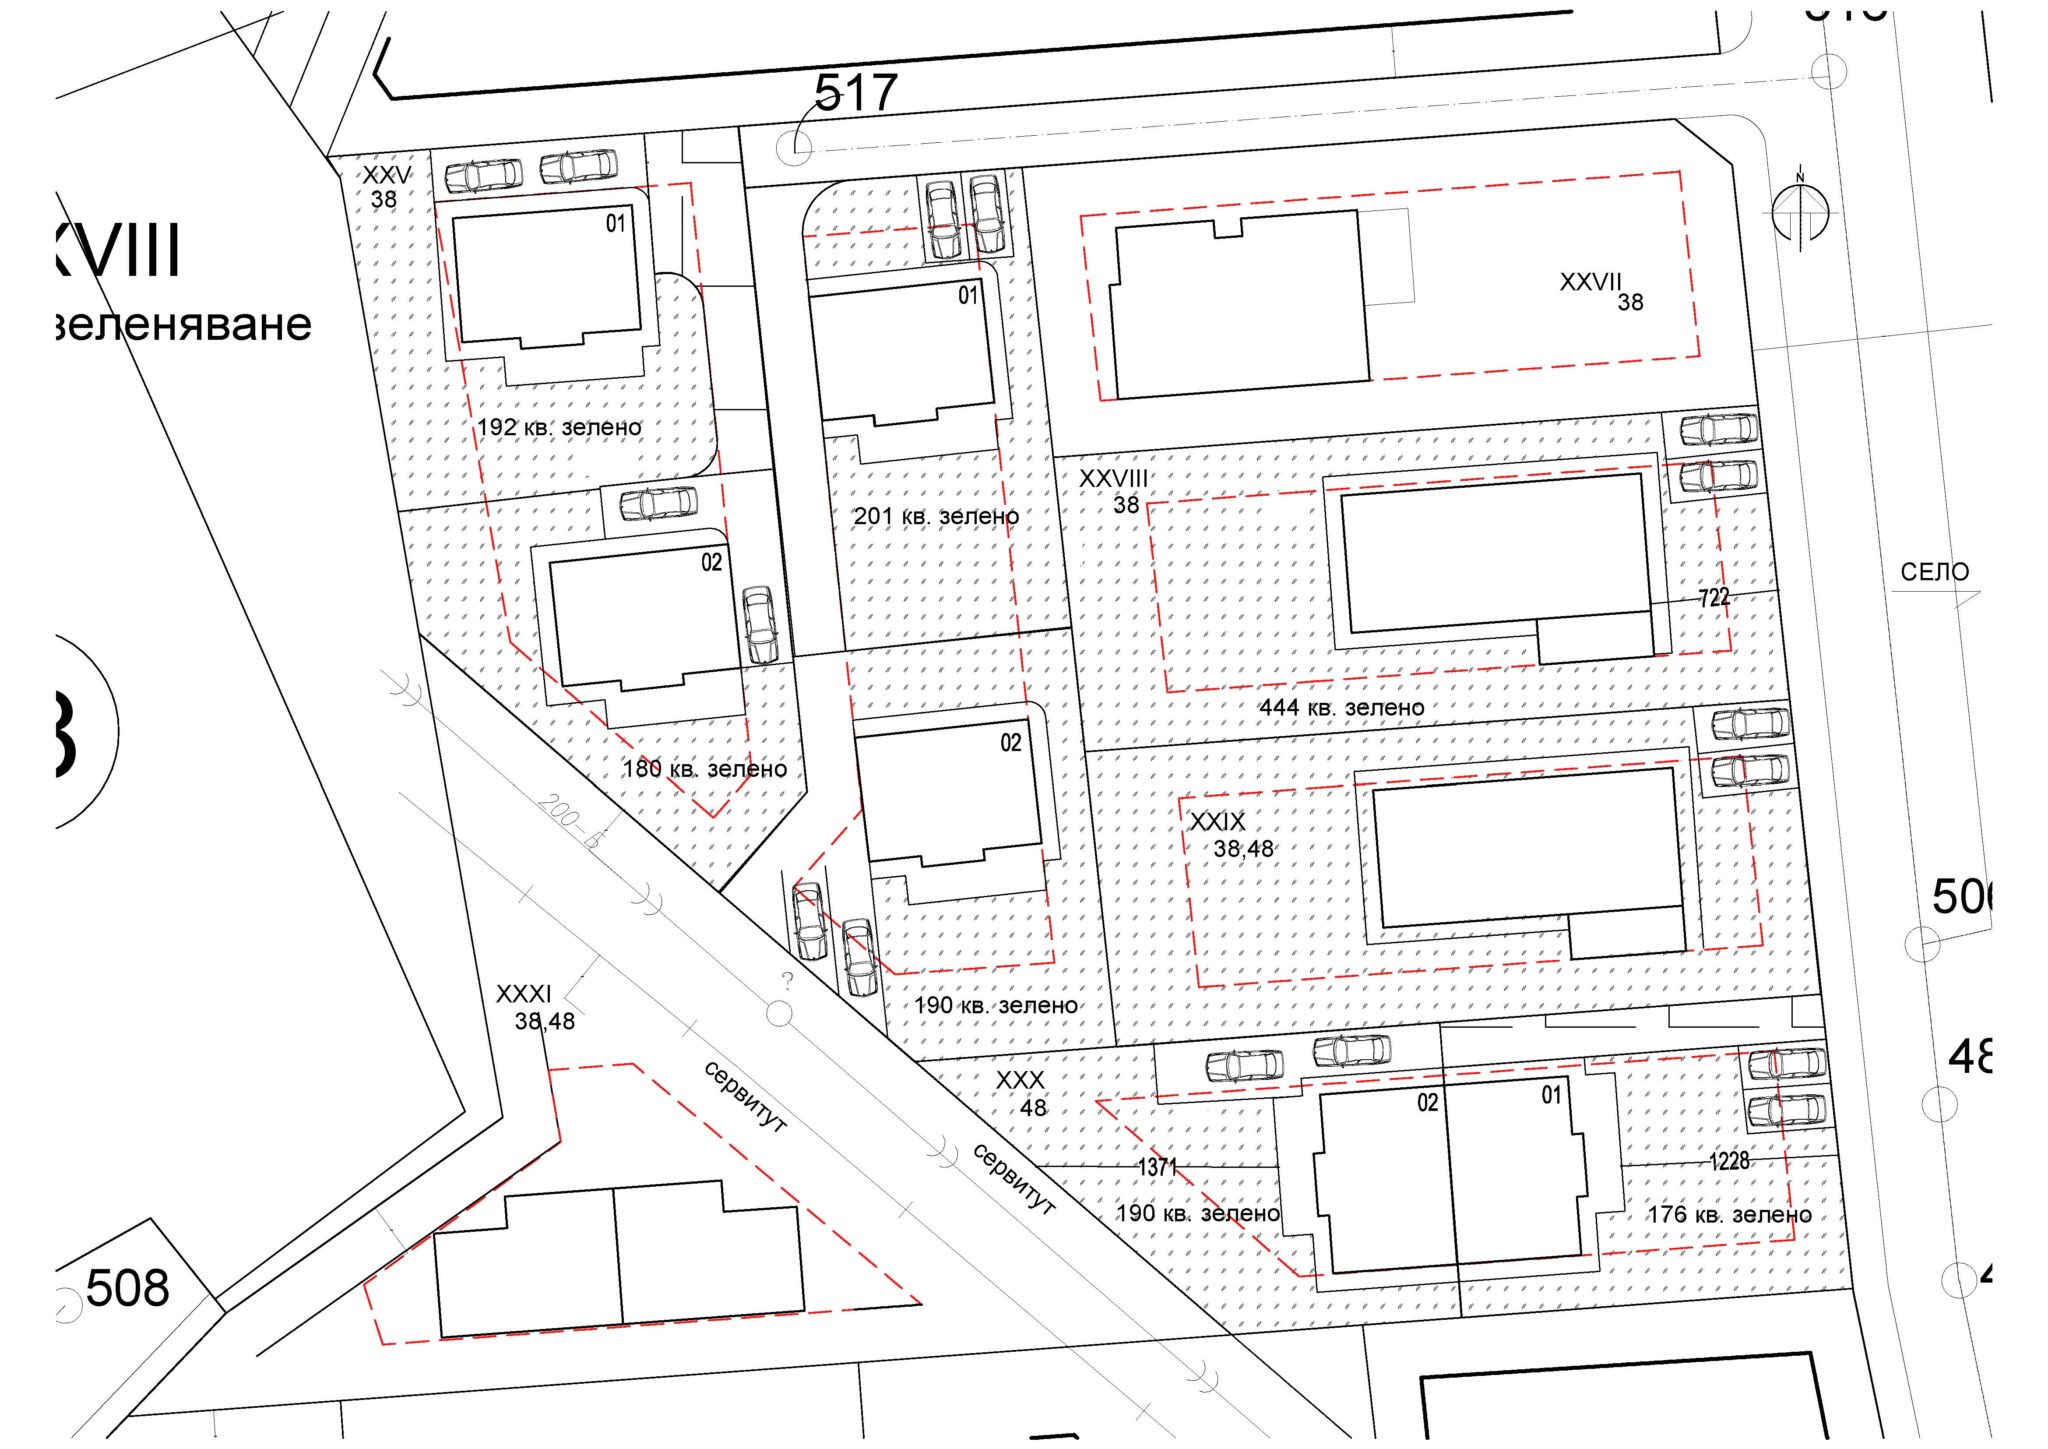 517
XXV
38
01
XVIII
зеленяване
N
01
XXVII
38
192 кв. зелено
XXVIII
38
201 кв. зелено
02
СЕЛО
722
444 кв. зелено
02
180 кв. зелено
200-Б
XXIX
38,48
506
?
XXXI
38,48
190 кв. зелено
48
сервитут
XXX
48
02
01
1371
1228
сервитут
190 кв. зелено
176 кв. зелено
508